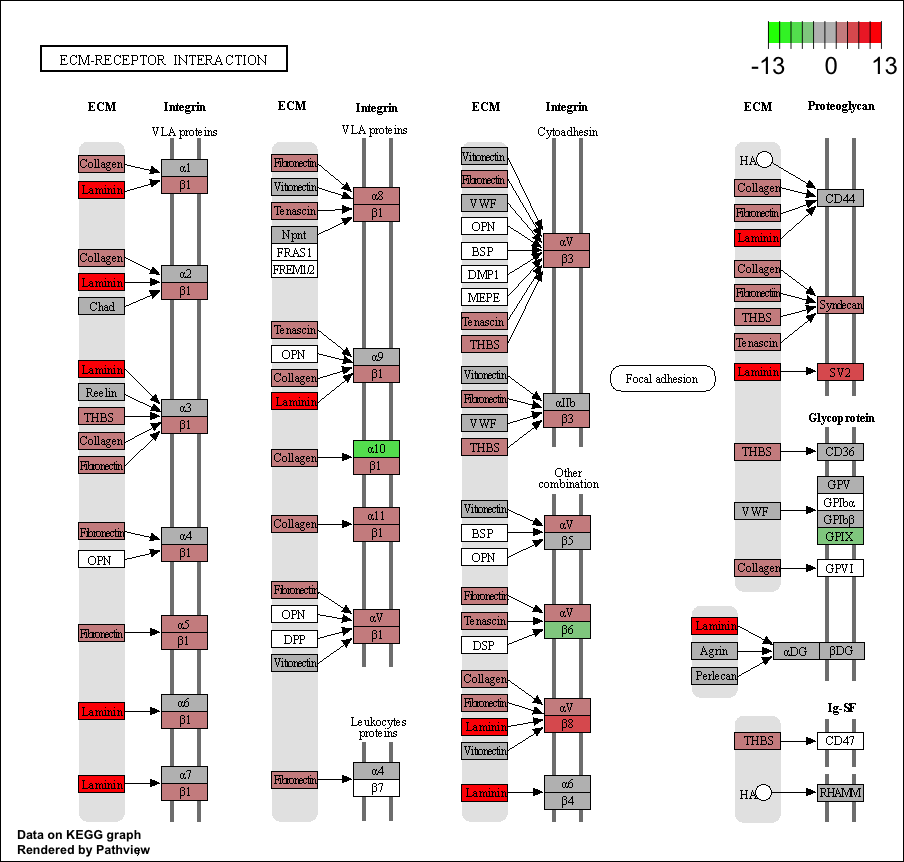 ECM-RECEPTOR INTERACTION
-13 0 13
ECM Integrin
VLA proteins
Collagen
Laminin
α1
β1
Collagen
Laminin
Chad
α2
β1
Laminin
Reelin
THBS
Collagen
Fibronectin
α3
β1
Fibronectin
OPN
α4
β1
Fibronectin
α5
β1
Laminin
α6
β1
Laminin
α7
β1
ECM Integrin
VLA proteins
Fibronectin
Vitronectin
Tenascin
Npnt
FRAS1
FREM1/2
α8
β1
Tenascin
OPN
Collagen
Laminin
α9
β1
Collagen
α10
β1
Collagen
α11
β1
Fibronectin
OPN
DPP
Vitronectin
αV
β1
Leukocytes
proteins
Fibronectin
α4
β7
ECM Integrin
Cytoadhesin
Vitronectin
Fibronectin
VWF
OPN
BSP
DMP1
MEPE
Tenascin
THBS
αV
β3
Vitronectin
Fibronectin
VWF
THBS
αIIb
β3
Other
combination
Vitronectin
BSP
OPN
αV
β5
Fibronectin
Tenascin
DSP
αV
β6
Collagen
Fibronectin
Laminin
Vitronectin
αV
β8
Laminin
α6
β4
Focal adhesion
ECM Proteoglycan
HA
Collagen
Fibronectin
Laminin
CD44
Collagen
Fibronectin
THBS
Tenascin
Syndecan
Laminin
SV2
Glycoprotein
THBS
CD36
VWF
GPV
GPIbα
GPIbβ
GPIX
Collagen
GPVI
Laminin
Agrin
Perlecan
αDG
βDG
Ig-SF
THBS
CD47
HA
RHAMM
Data on KEGG graph
Rendered by Pathview